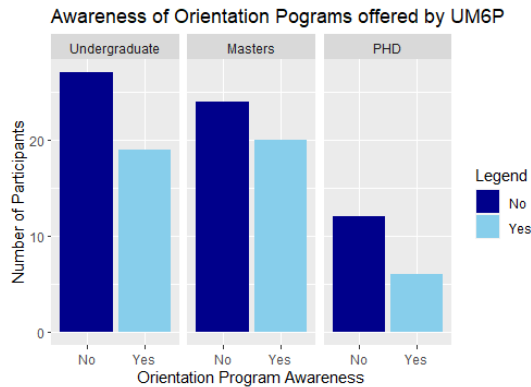 Awareness of Orientation Pograms offered by UM6P
Undergraduate Masters PHD
Number of Participants
20
10
0
No Yes No Yes No Yes
Orientation Program Awareness
Legend
No
Yes